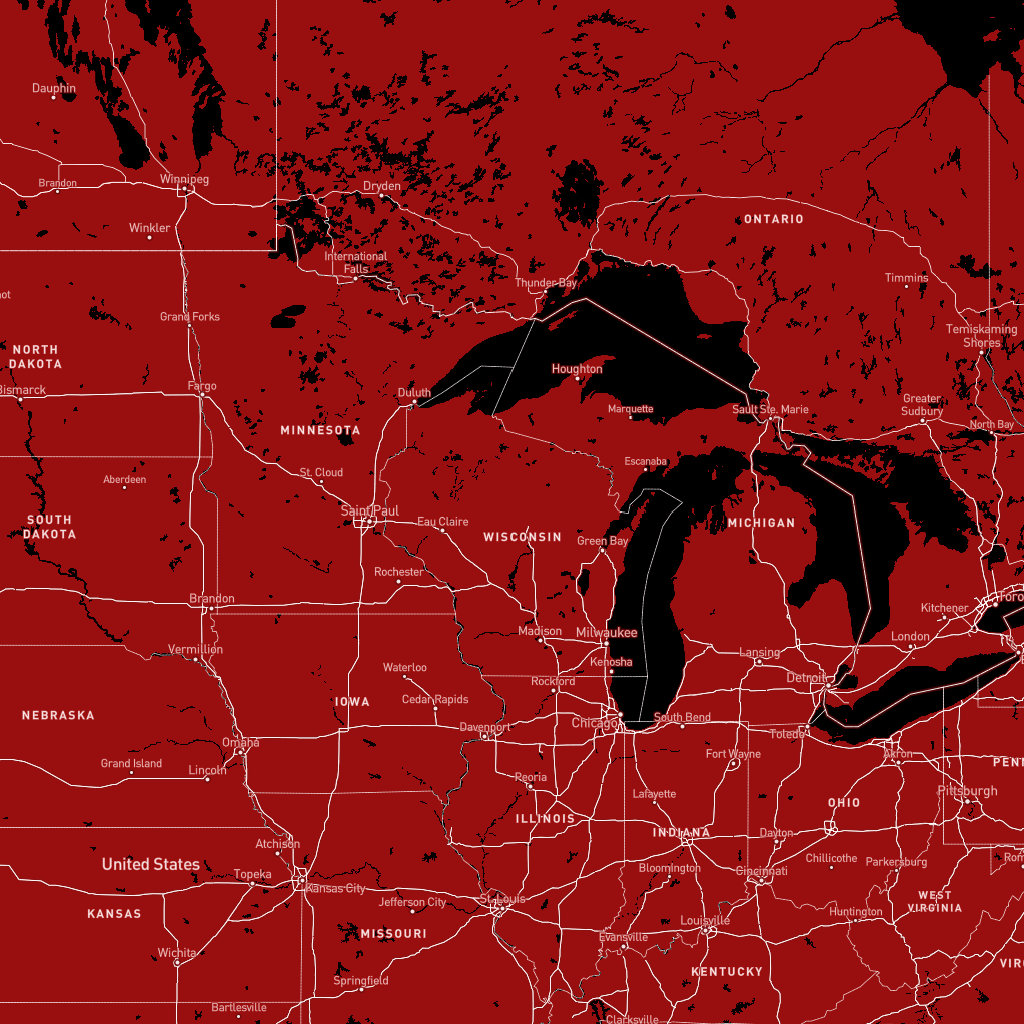 Dauphin
Brandon
Winnipeg
Dryden
Winkler
ONTARIO
International
Falls
Thunder Bay
Timmins
ot
Grand Forks
Temiskaming
Shores
NORTH
DAKOTA
Bismarck
Fargo
Houghton
Duluth
Marquette
Sault Ste. Marie
Greater
Sudbury
North Bay
MINNESOTA
St. Cloud
Escanaba
Aberdeen
Saint Paul
Eau Claire
SOUTH
DAKOTA
WISCONSIN
MICHIGAN
Green Bay
Rochester
Brandon
Toro
Kitchener
Madison
Milwaukee
London
Vermillion
Lansing
Waterloo
Kenosha
Rockford
Detroit
NEBRASKA
IOWA
Cedar Rapids
Chicago
South Bend
Davenport
Toledo
Omaha
Fort Wayne
Akron
Grand Island
Lincoln
Peoria
PENN
Lafayette
Pittsburgh
OHIO
ILLINOIS
INDIANA
Dayton
Atchison
United States
Chillicothe
Parkersburg
Rom
Topeka
Kansas City
Bloomington
Cincinnati
Jefferson City
St. Louis
WEST
VIRGINIA
KANSAS
Huntington
MISSOURI
Louisville
Evansville
Wichita
VIRG
KENTUCKY
Springfield
Bartlesville
Clarksville